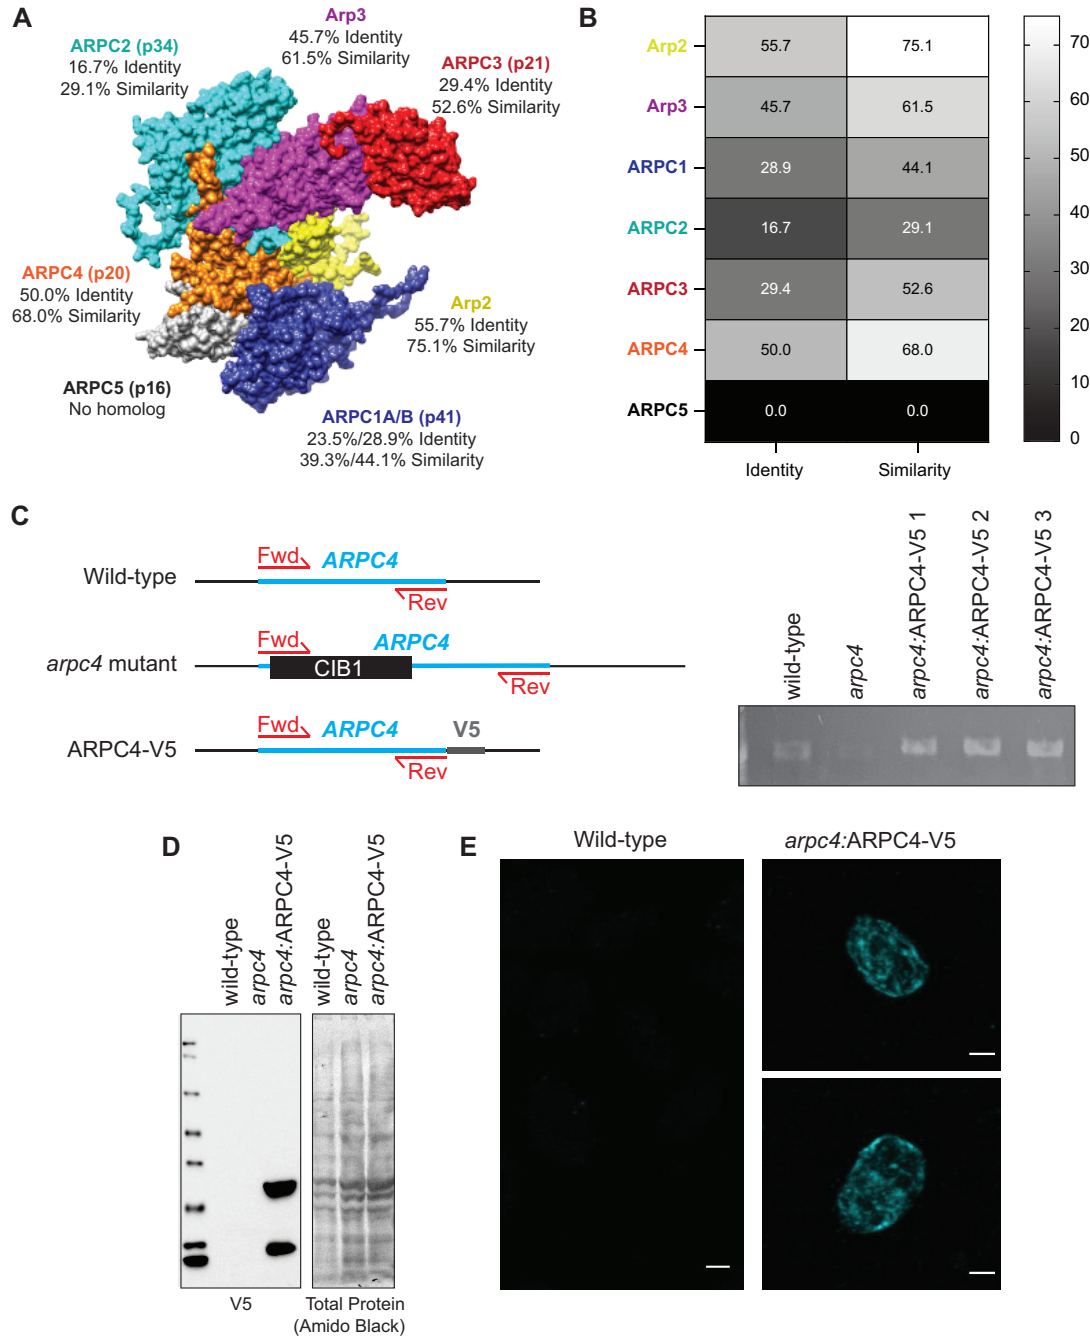 A
Arp3
45.7% Identity
61.5% Similarity
ARPC2 (p34)
16.7% Identity
29.1% Similarity
ARPC3 (p21)
29.4% Identity
52.6% Similarity
ARPC4 (p20)
50.0% Identity
68.0% Similarity
Arp2
55.7% Identity
75.1% Similarity
ARPC5 (p16)
No homolog
ARPC1A/B (p41)
23.5%/28.9% Identity
39.3%/44.1% Similarity
B
Arp2 55.7 75.1
Arp3 45.7 61.5
ARPC1 28.9 44.1
ARPC2 16.7 29.1
ARPC3 29.4 52.6
ARPC4 50.0 68.0
ARPC5 0.0 0.0
Identity Similarity
70
60
50
40
30
20
10
0
C
Wild-type
Fwd
ARPC4
Rev
arpc4 mutant
Fwd
ARPC4
CIB1
Rev
ARPC4-V5
Fwd
ARPC4
V5
Rev
wild-type
arpc4
arpc4:ARPC4-V5 1
arpc4:ARPC4-V5 2
arpc4:ARPC4-V5 3
D
wild-type
arpc4
arpc4:ARPC4-V5
wild-type
arpc4
arpc4:ARPC4-V5
V5
Total Protein
(Amido Black)
E
Wild-type
arpc4:ARPC4-V5